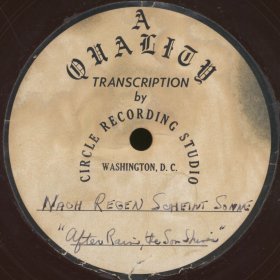 A
QUALITY
TRANSCRIPTION
by
CIRCLE RECORDING STUDIO
WASHINGTON, D. C.
NACH REGEN SCHEINT SONNE
"After Rain, the Sun Shines"